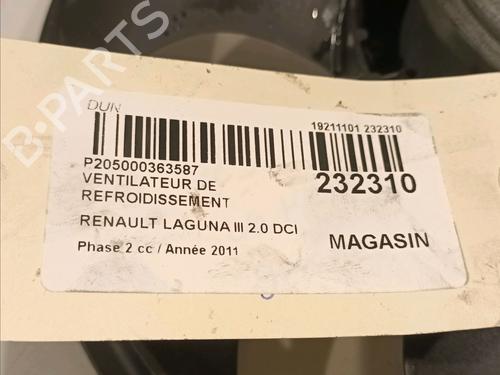 DUN
19211101 232310
P205000363587
232310
VENTILATEUR DE
REFROIDISSEMENT
RENAULT LAGUNA III 2.0 DCI
MAGASIN
Phase 2 cc / Année 2011
B-PARTS